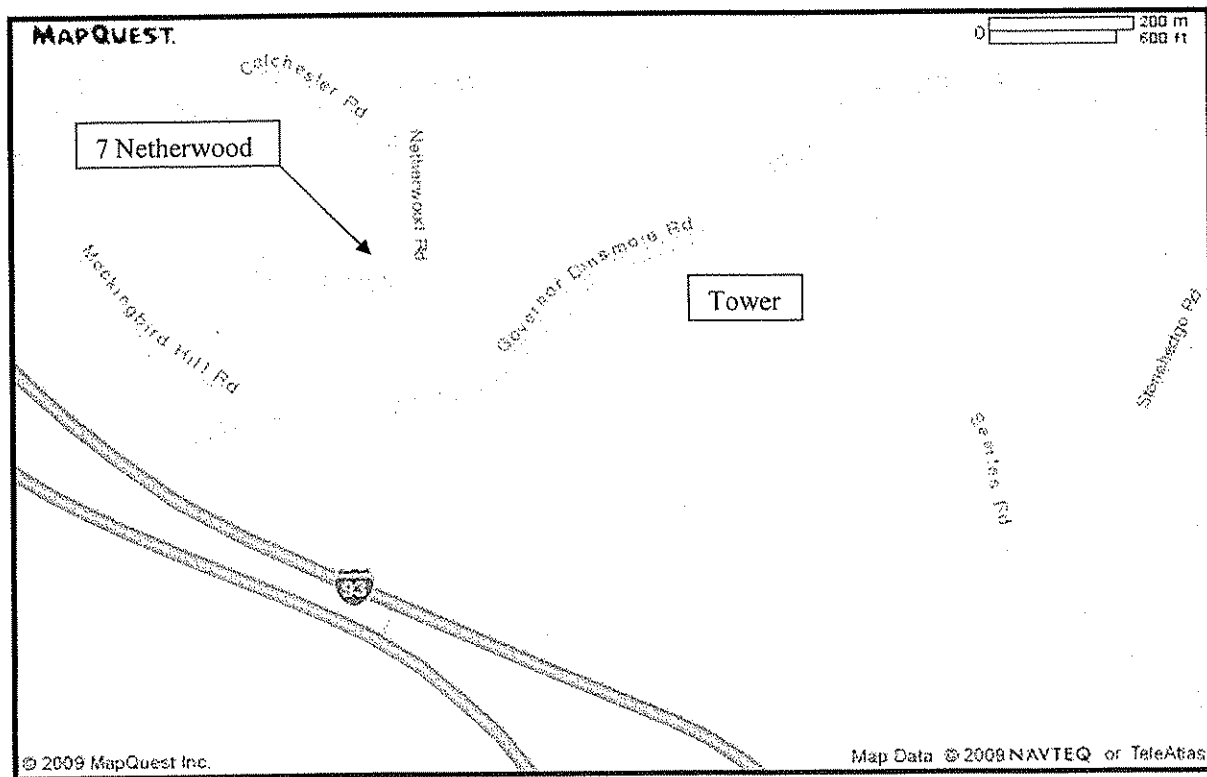 MAPQUEST.
0
200 m
600 ft
Colchester Rd
7 Netherwood
Netherwood Rd
Governor Dinsmore Rd
Tower
Mockingbird Hill Rd
Stonehedge Rd
Rd
93
© 2009 MapQuest Inc.
Map Data © 2009 NAVTEQ or TeleAtlas